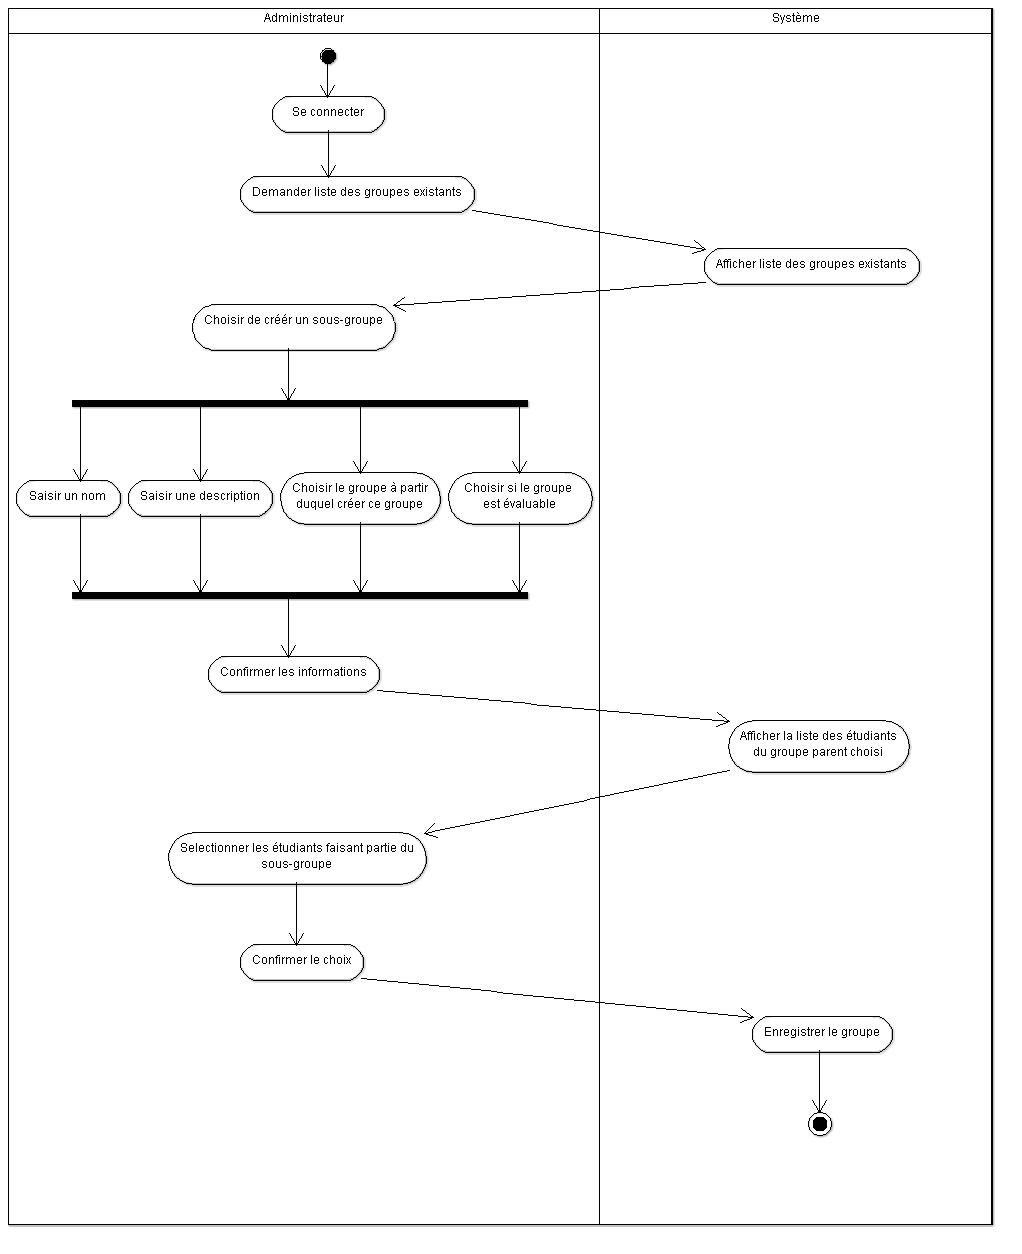 Administrateur
Système
Se connecter
Demander liste des groupes existants
Afficher liste des groupes existants
Choisir de créér un sous-groupe
Saisir un nom
Saisir une description
Choisir le groupe à partir
duquel créer ce groupe
Choisir si le groupe
est évaluable
Confirmer les informations
Afficher la liste des étudiants
du groupe parent choisi
Selectionner les étudiants faisant partie du
sous-groupe
Confirmer le choix
Enregistrer le groupe